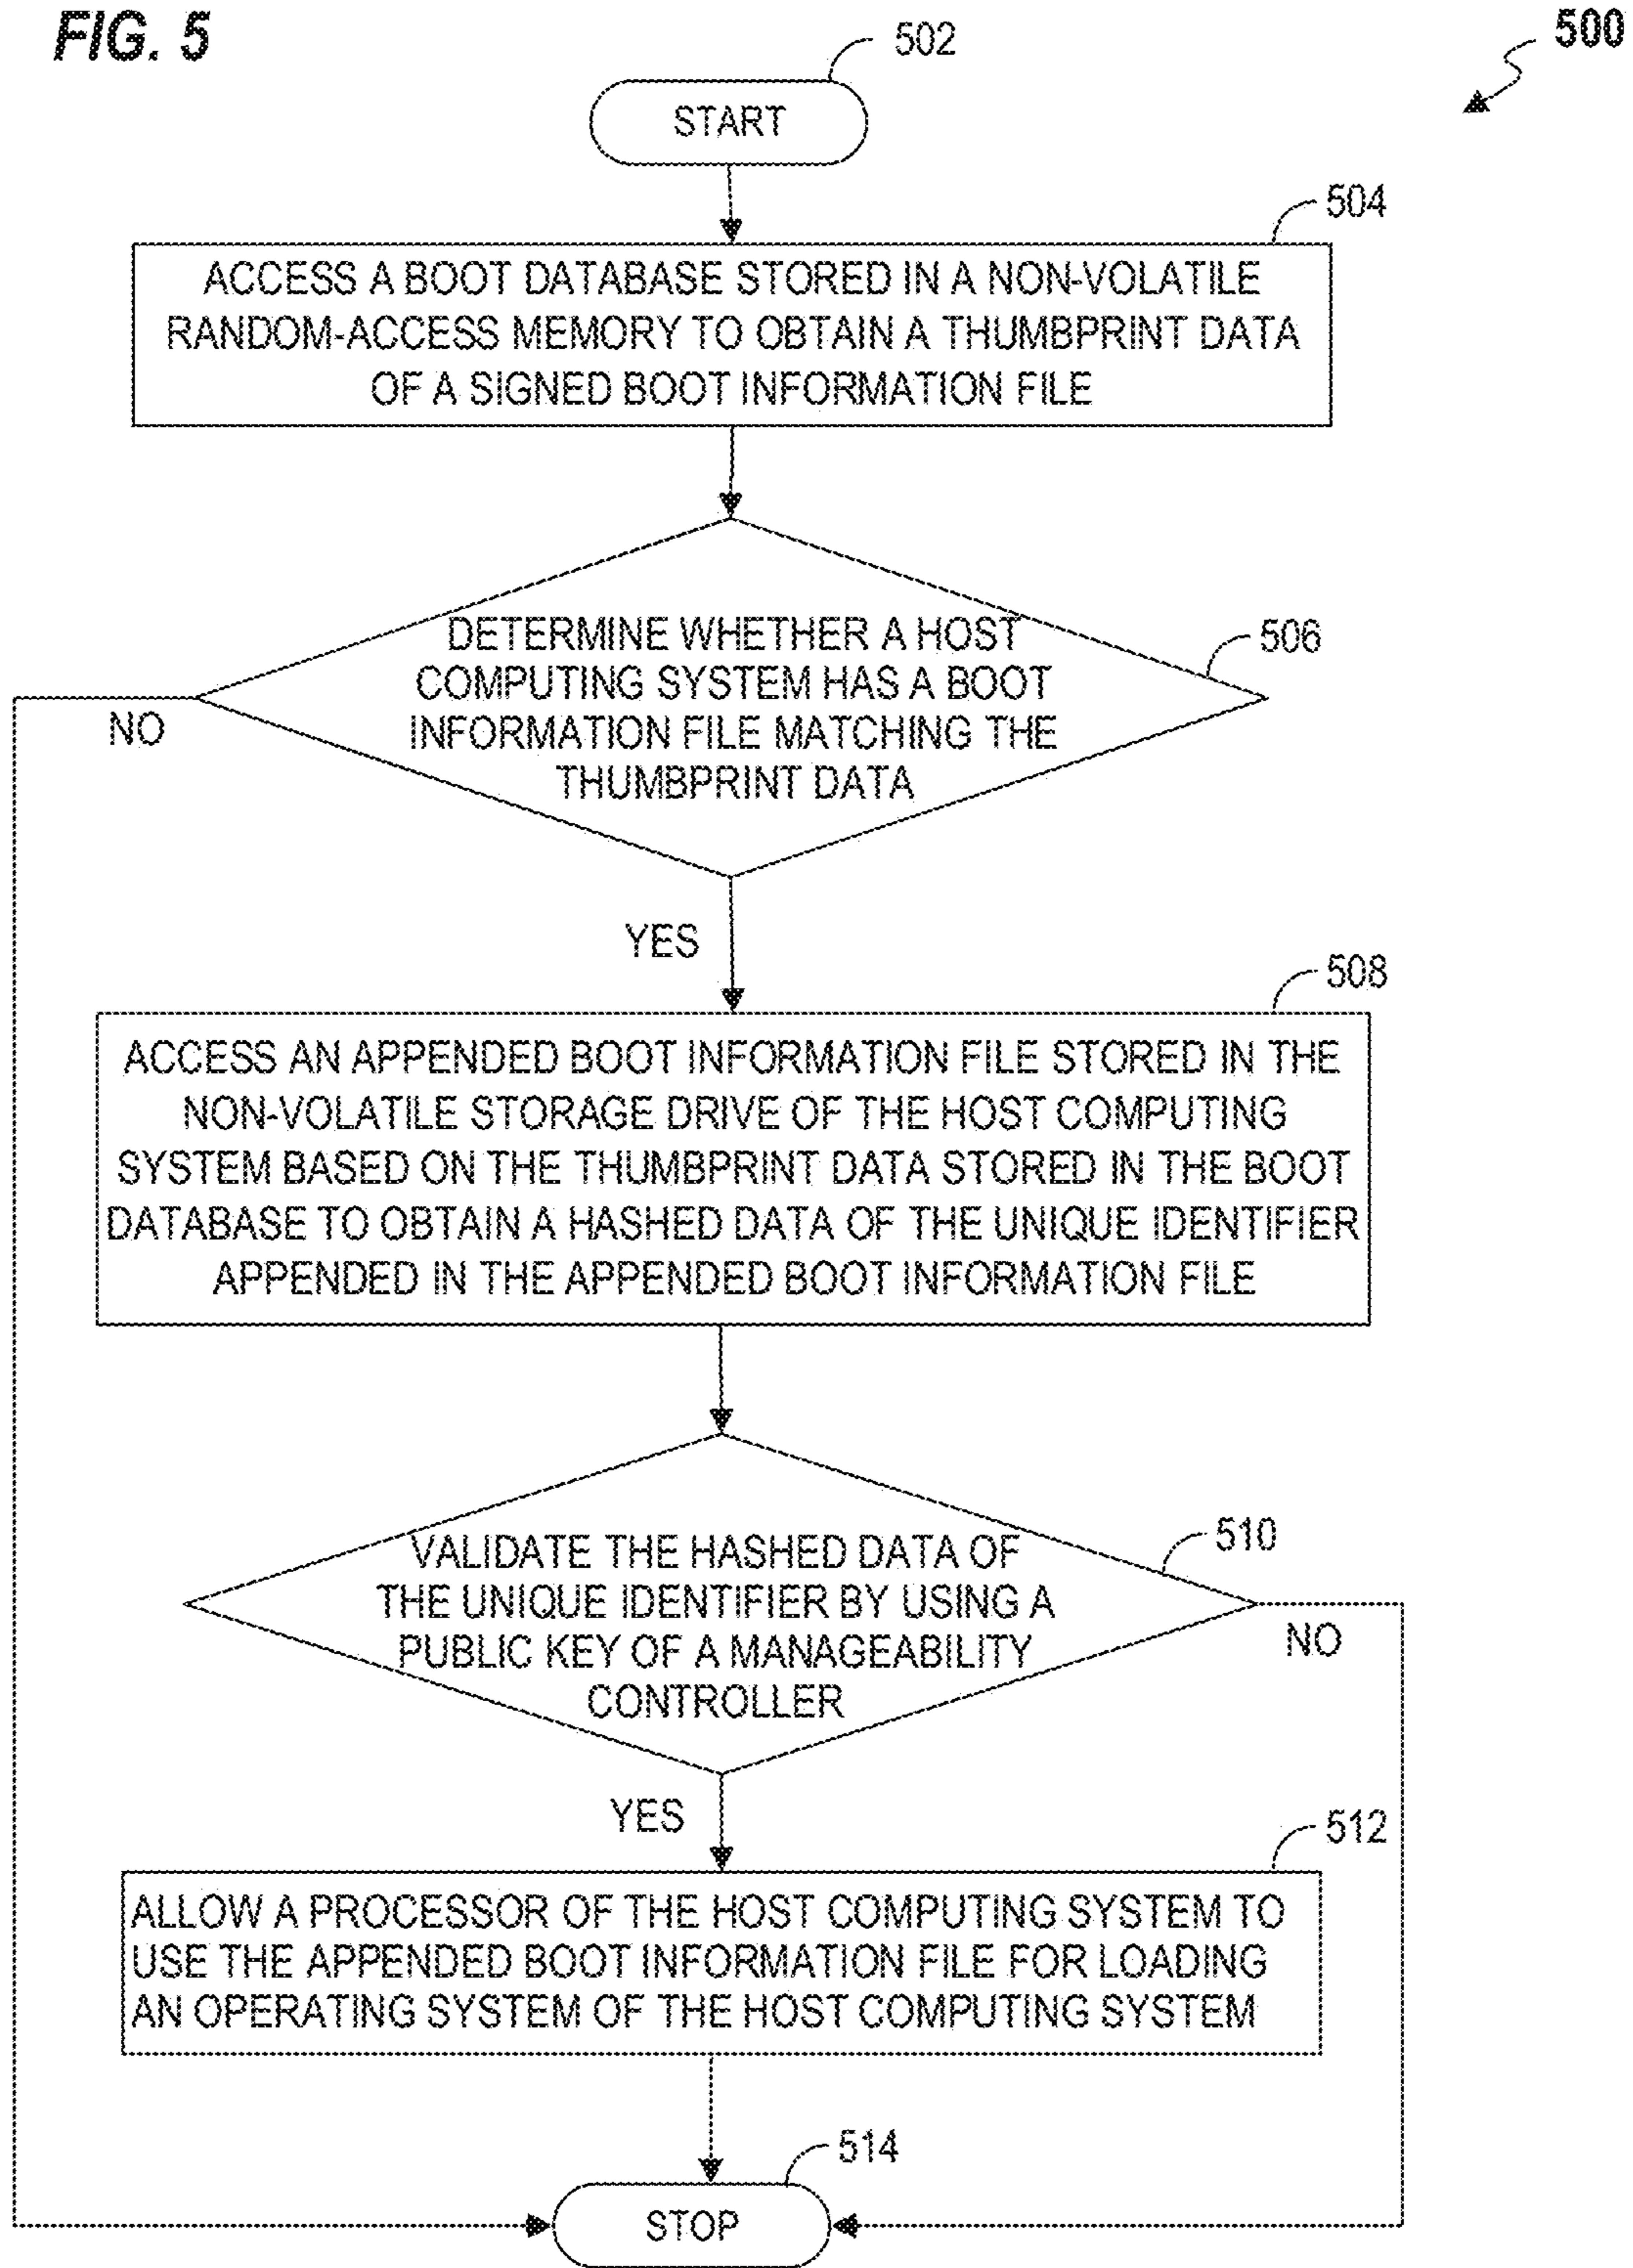 FIG. 5
500
502
START
504
ACCESS A BOOT DATABASE STORED IN A NON-VOLATILE
RANDOM-ACCESS MEMORY TO OBTAIN A THUMBPRINT DATA
OF A SIGNED BOOT INFORMATION FILE
DETERMINE WHETHER A HOST
COMPUTING SYSTEM HAS A BOOT
INFORMATION FILE MATCHING THE
THUMBPRINT DATA
506
NO
YES
508
ACCESS AN APPENDED BOOT INFORMATION FILE STORED IN THE
NON-VOLATILE STORAGE DRIVE OF THE HOST COMPUTING
SYSTEM BASED ON THE THUMBPRINT DATA STORED IN THE BOOT
DATABASE TO OBTAIN A HASHED DATA OF THE UNIQUE IDENTIFIER
APPENDED IN THE APPENDED BOOT INFORMATION FILE
VALIDATE THE HASHED DATA OF
THE UNIQUE IDENTIFIER BY USING A
PUBLIC KEY OF A MANAGEABILITY
CONTROLLER
510
NO
YES
512
ALLOW A PROCESSOR OF THE HOST COMPUTING SYSTEM TO
USE THE APPENDED BOOT INFORMATION FILE FOR LOADING
AN OPERATING SYSTEM OF THE HOST COMPUTING SYSTEM
514
STOP